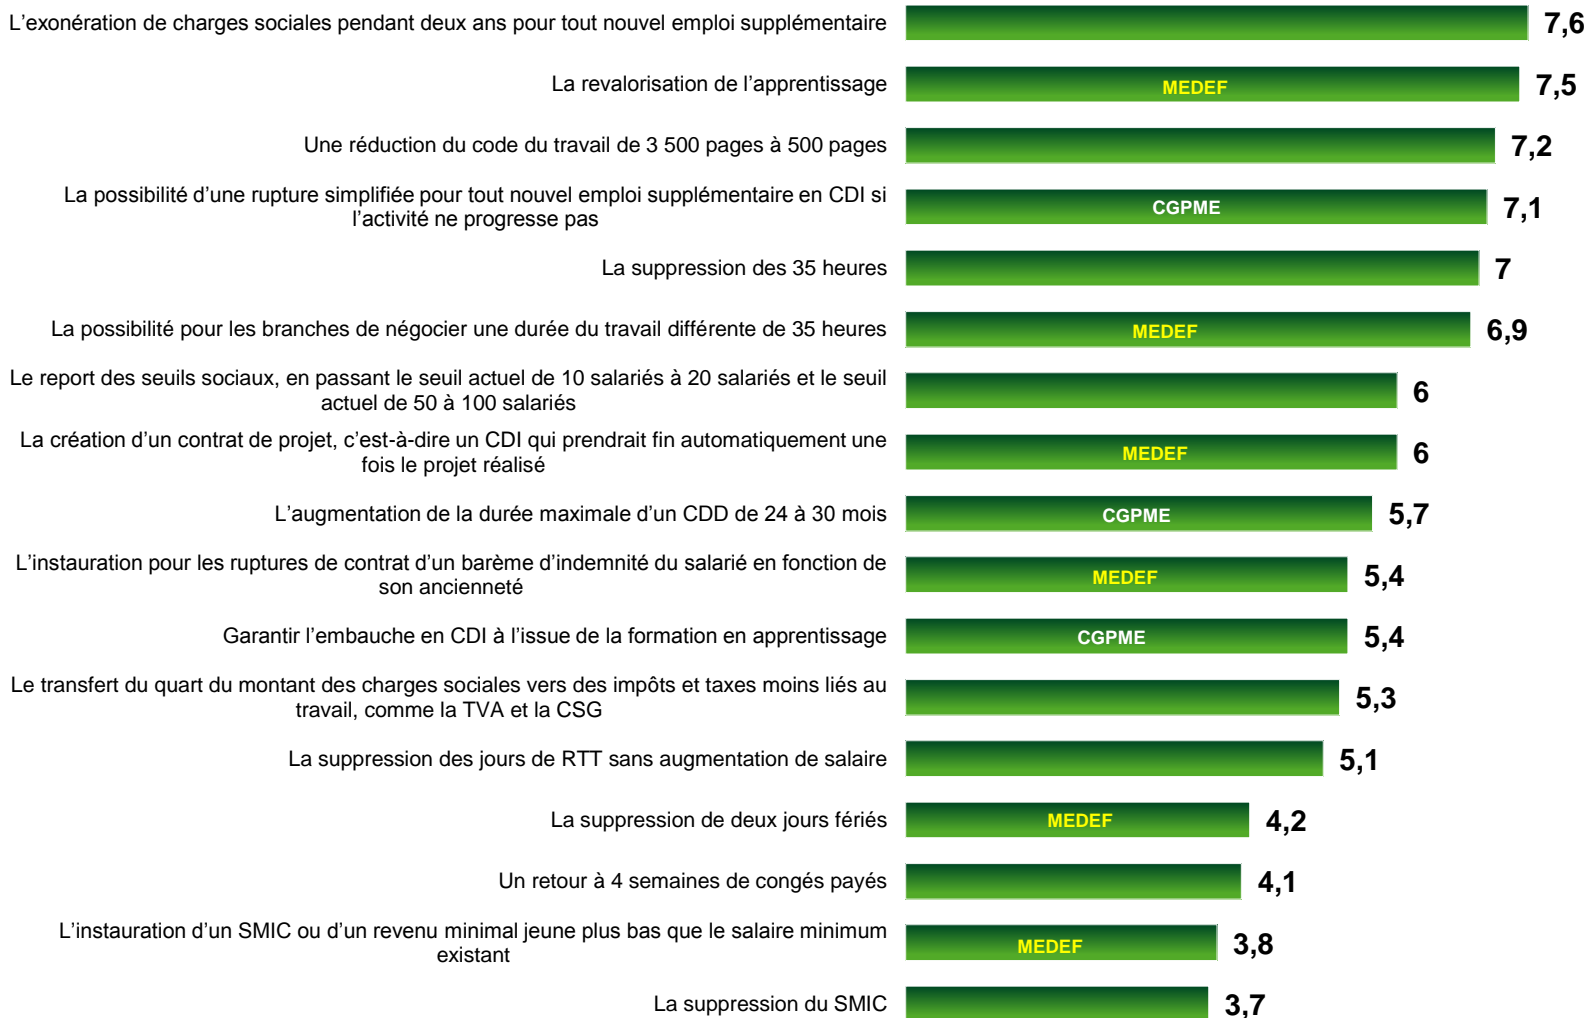 L'exonération de charges sociales pendant deux ans pour tout nouvel emploi supplémentaire 7,6
La revalorisation de l'apprentissage MEDEF 7,5
Une réduction du code du travail de 3 500 pages à 500 pages 7,2
La possibilité d'une rupture simplifiée pour tout nouvel emploi supplémentaire en CDI si
l'activité ne progresse pas CGPME 7,1
La suppression des 35 heures 7
La possibilité pour les branches de négocier une durée du travail différente de 35 heures MEDEF 6,9
Le report des seuils sociaux, en passant le seuil actuel de 10 salariés à 20 salariés et le seuil
actuel de 50 à 100 salariés 6
La création d'un contrat de projet, c'est-à-dire un CDI qui prendrait fin automatiquement une
fois le projet réalisé MEDEF 6
L'augmentation de la durée maximale d'un CDD de 24 à 30 mois CGPME 5,7
L'instauration pour les ruptures de contrat d'un barème d'indemnité du salarié en fonction de
son ancienneté MEDEF 5,4
Garantir l'embauche en CDI à l'issue de la formation en apprentissage CGPME 5,4
Le transfert du quart du montant des charges sociales vers des impôts et taxes moins liés au
travail, comme la TVA et la CSG 5,3
La suppression des jours de RTT sans augmentation de salaire 5,1
La suppression de deux jours fériés MEDEF 4,2
Un retour à 4 semaines de congés payés 4,1
L'instauration d'un SMIC ou d'un revenu minimal jeune plus bas que le salaire minimum
existant MEDEF 3,8
La suppression du SMIC 3,7